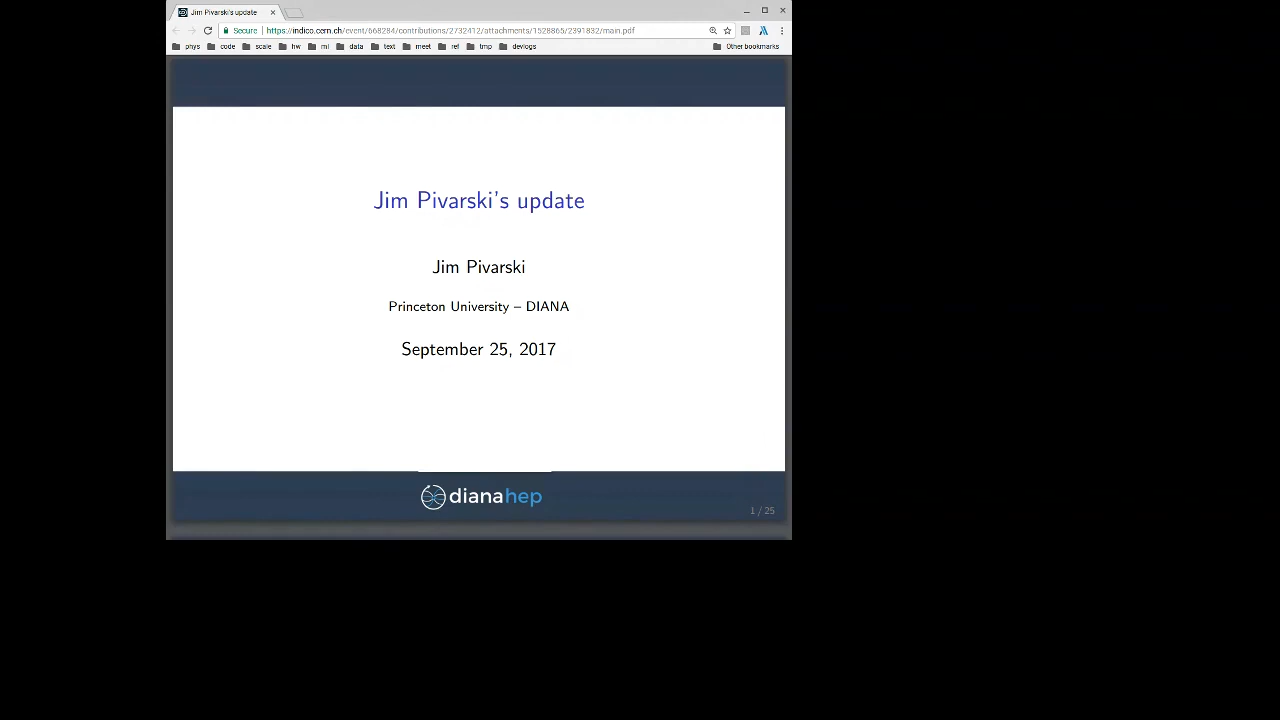 Jim Pivarski's update
Secure https://indico.cern.ch/event/668284/contributions/2732412/attachments/1528865/2391832/main.pdf
phys code scale hw ml data text meet ref tmp devlogs Other bookmarks
Jim Pivarski's update
Jim Pivarski
Princeton University – DIANA
September 25, 2017
dianahep
1 / 25